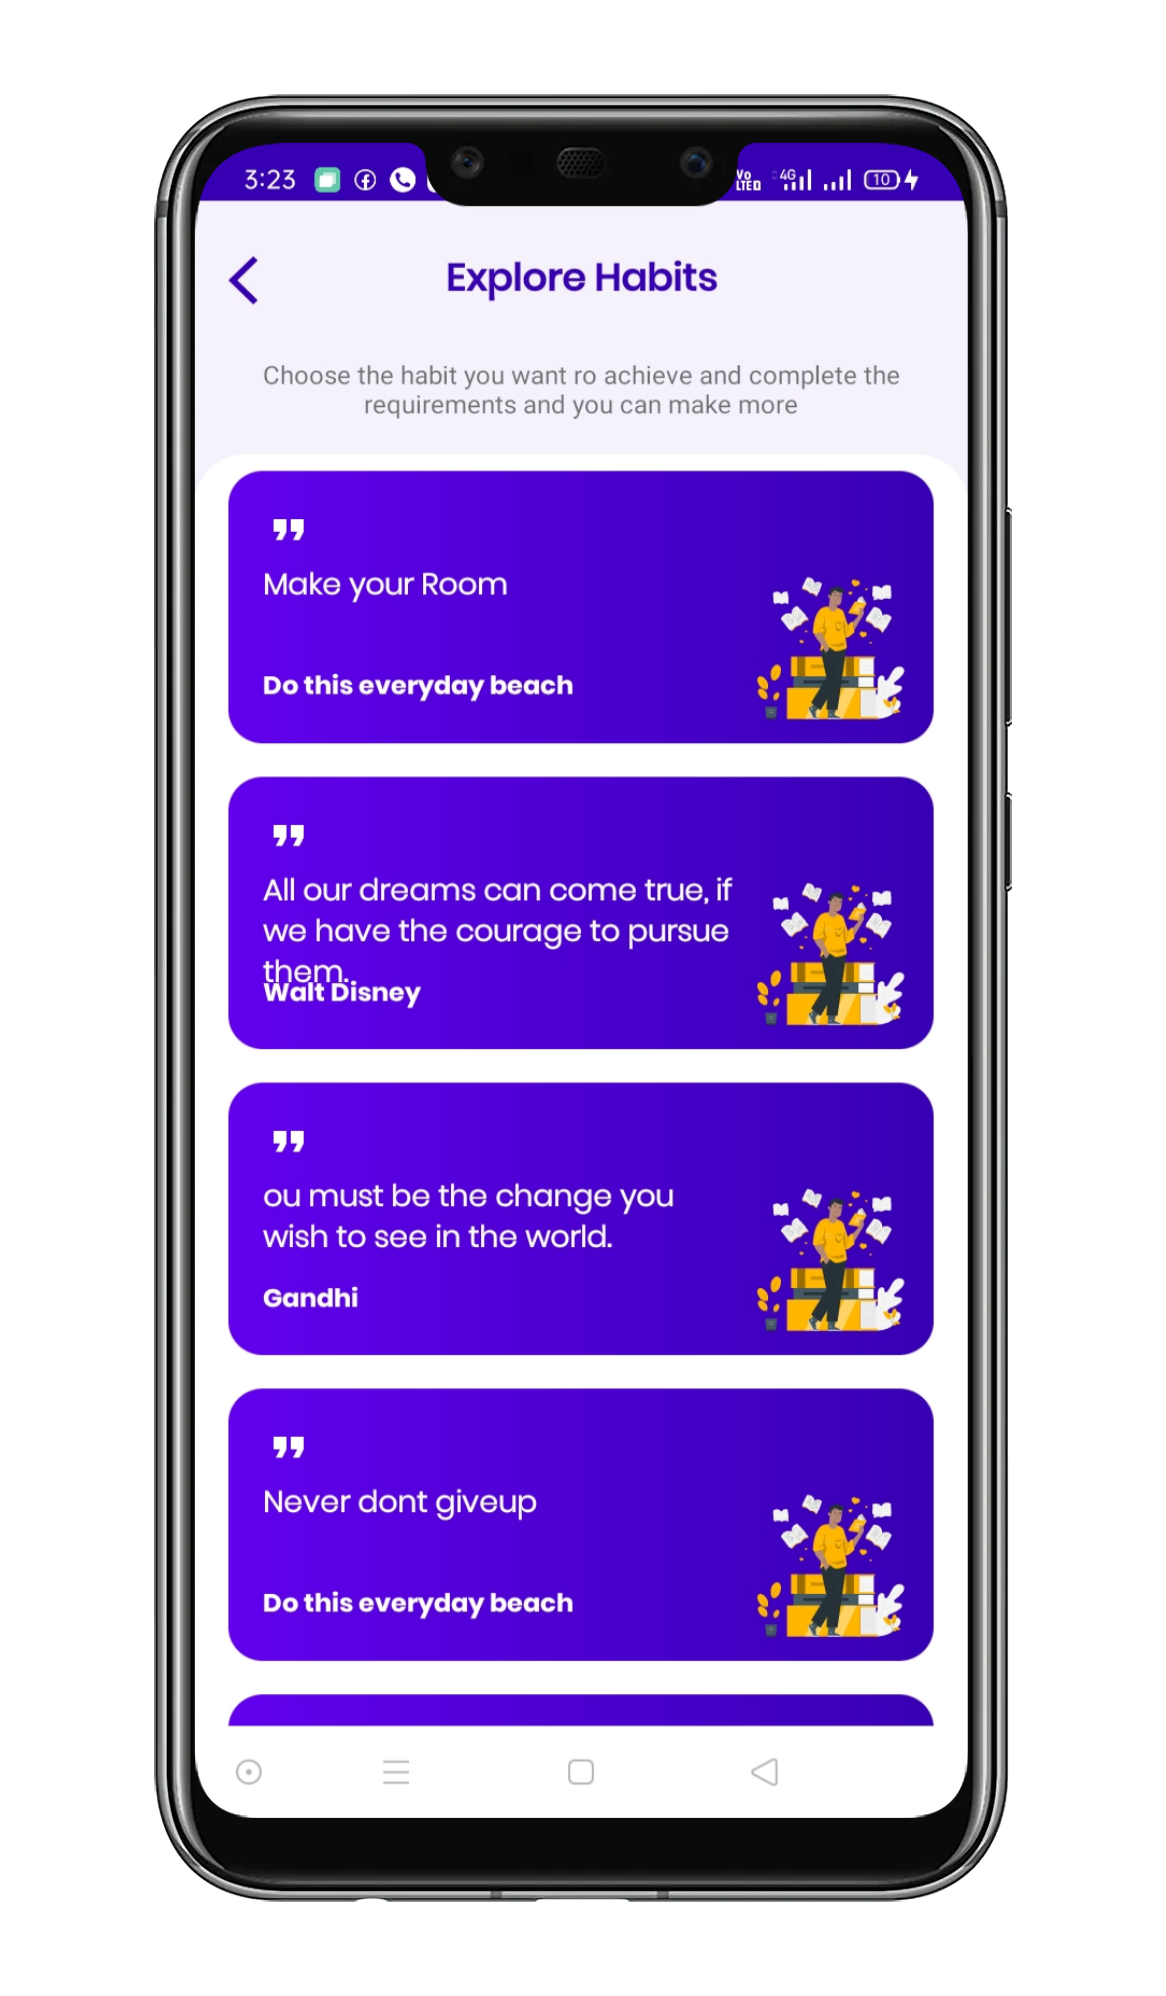 3:23
Vo
LTED
4G
10
Explore Habits
Choose the habit you want ro achieve and complete the
requirements and you can make more
"
Make your Room
Do this everyday beach
"
All our dreams can come true, if
we have the courage to pursue
them.
Walt Disney
"
ou must be the change you
wish to see in the world.
Gandhi
"
Never dont giveup
Do this everyday beach